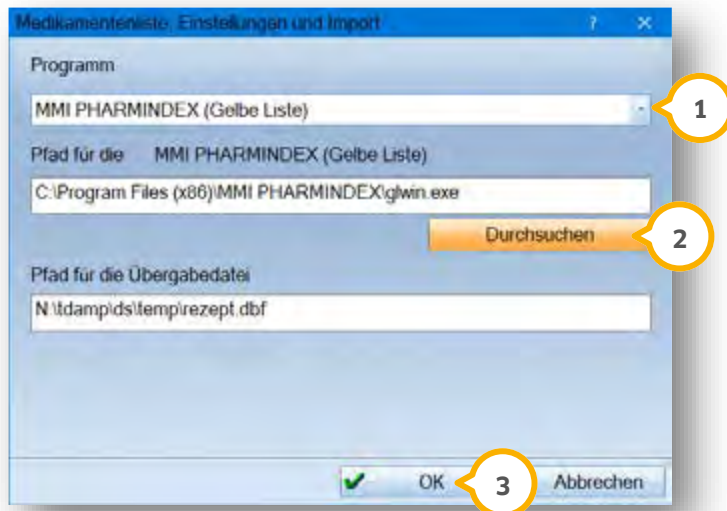 Medikamentenliste, Einstellungen und Import ? ×
Programm
MMI PHARMINDEX (Gelbe Liste)
1
Pfad für die MMI PHARMINDEX (Gelbe Liste)
C:\Program Files (x86)\MMI PHARMINDEX\glwin.exe
Durchsuchen
2
Pfad für die Übergabedatei
N:\tdamp\ds\temp\rezept.dbf
OK
3
Abbrechen